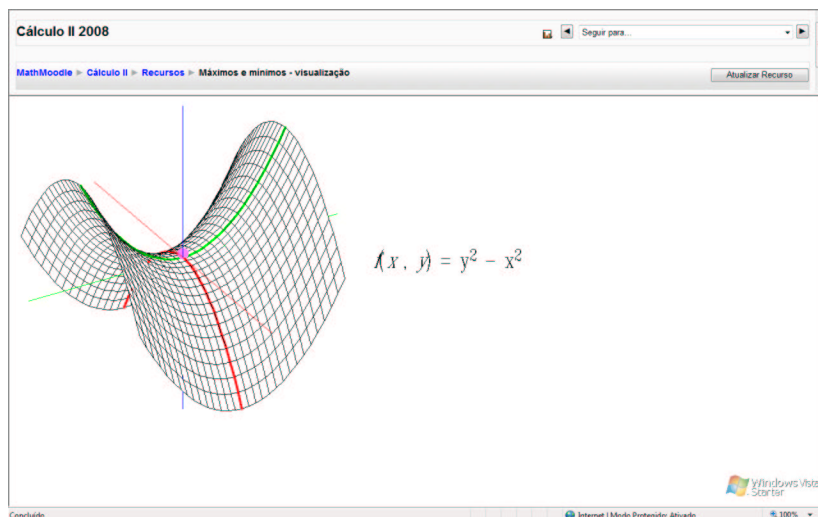 Cálculo II 2008
Seguir para...
MathMoodle ► Cálculo II ► Recursos ► Máximos e mínimos - visualização
Atualizar Recurso
f(x, y) = y² − x²
Windows Vista
Starter
Concluído
Internet | Modo Protegido: Ativado
100%